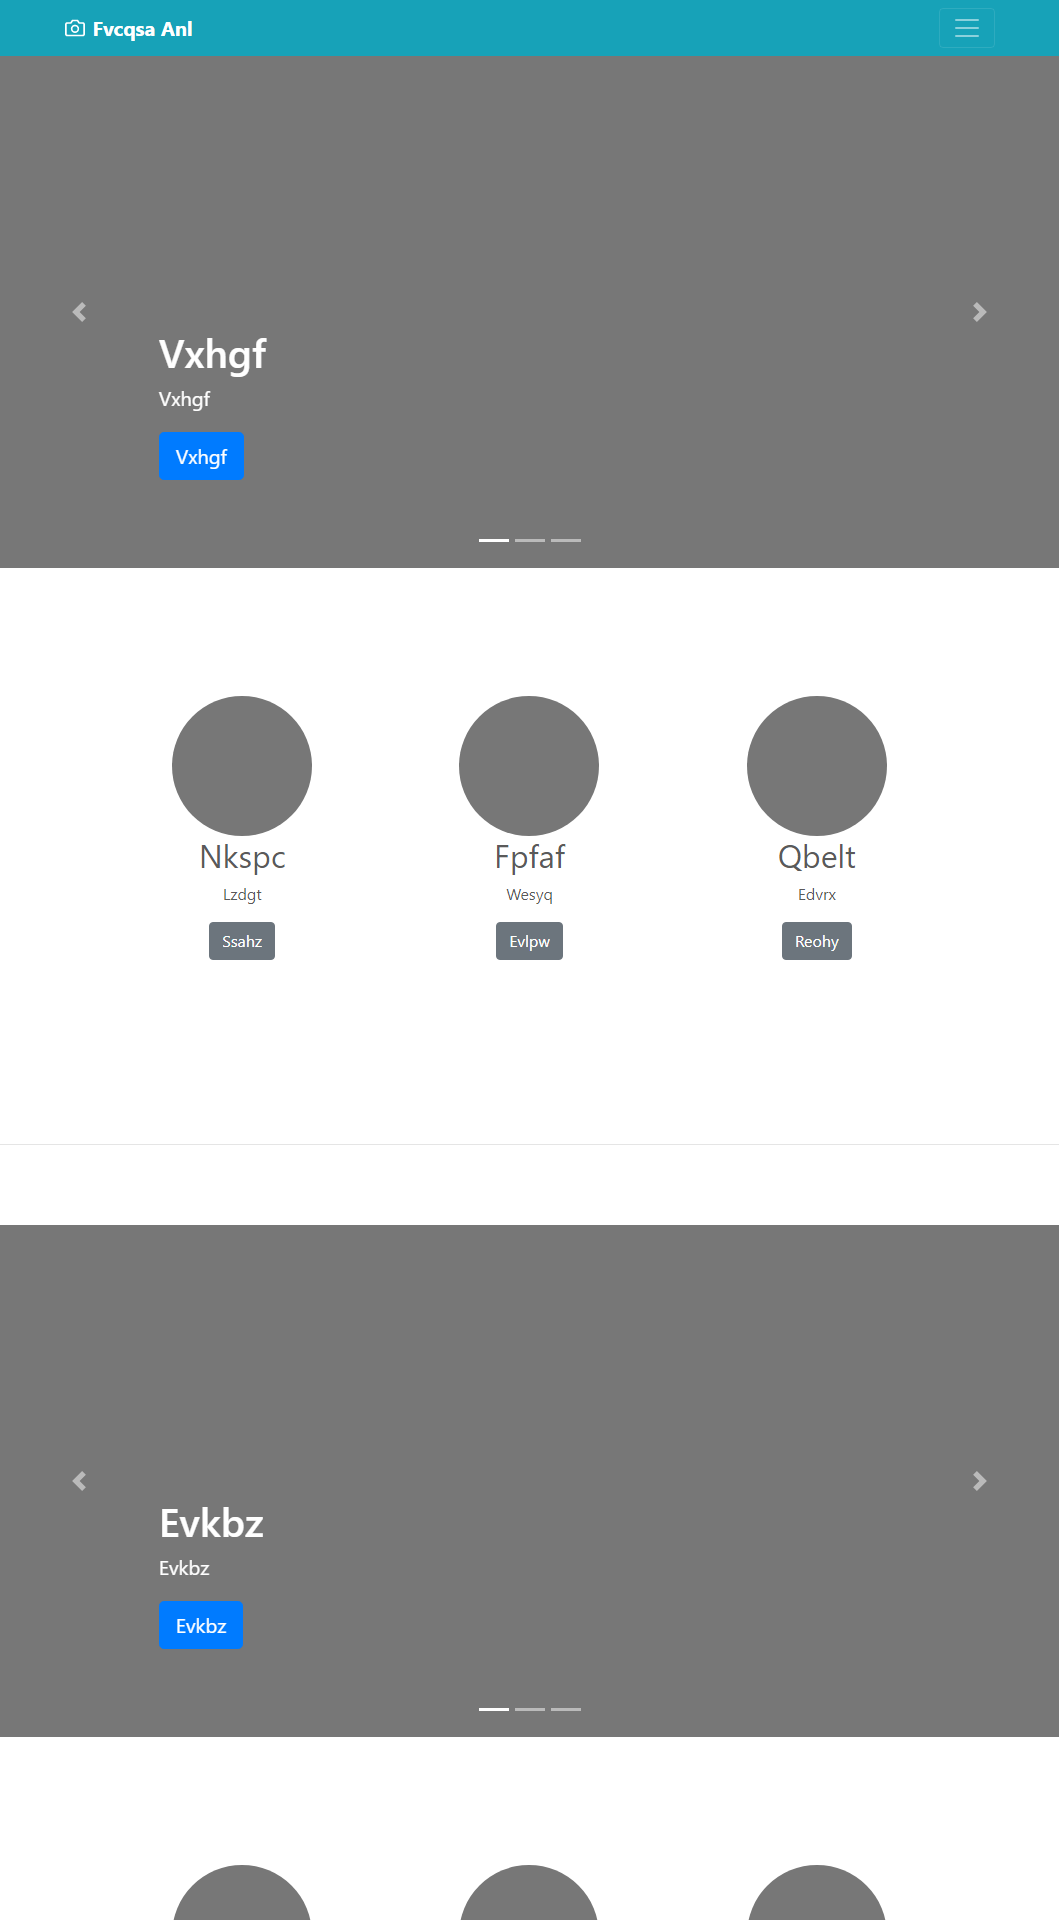 Fvcqsa Anl
Vxhgf
Vxhgf
Vxhgf
Nkspc
Fpfaf
Qbelt
Lzdgt
Wesyq
Edvrx
Ssahz
Evlpw
Reohy
Evkbz
Evkbz
Evkbz